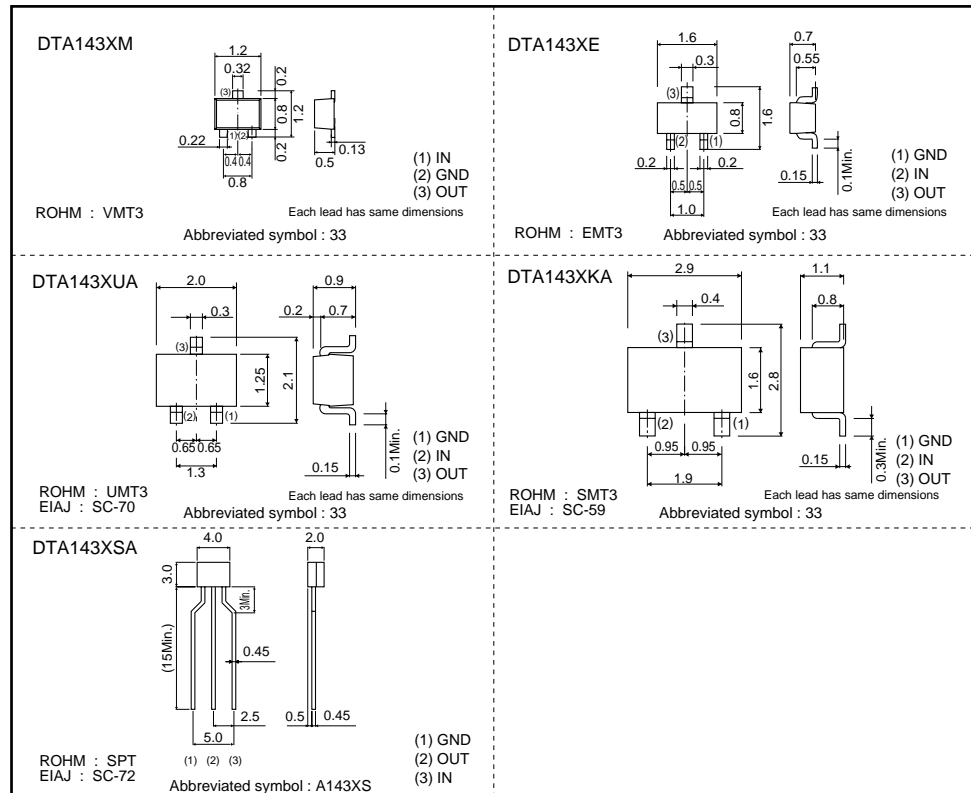 DTA143XM
1.2
0.32
0.2
(3)
0.8
1.2
(1)(2)
0.22
0.2
0.13
0.4 0.4
0.5
0.8
(1) IN
(2) GND
(3) OUT
ROHM : VMT3
Each lead has same dimensions
Abbreviated symbol : 33
DTA143XE
1.6
0.7
0.3
0.55
(3)
0.8
1.6
(2)
(1)
0.2
0.2
0.15
0.1Min.
0.5 0.5
1.0
(1) GND
(2) IN
(3) OUT
ROHM : EMT3
Each lead has same dimensions
Abbreviated symbol : 33
DTA143XUA
2.0
0.9
0.3
0.2
0.7
(3)
1.25
2.1
(2)
(1)
0.65 0.65
1.3
0.15
0.1Min.
(1) GND
(2) IN
(3) OUT
ROHM : UMT3
EIAJ : SC-70
Each lead has same dimensions
Abbreviated symbol : 33
DTA143XKA
2.9
1.1
0.4
0.8
(3)
1.6
2.8
(2)
(1)
0.95 0.95
1.9
0.15
0.3Min.
(1) GND
(2) IN
(3) OUT
ROHM : SMT3
EIAJ : SC-59
Each lead has same dimensions
Abbreviated symbol : 33
DTA143XSA
4.0
2.0
3.0
3Min.
(15Min.)
0.45
2.5
0.5
0.45
5.0
(1) (2) (3)
(1) GND
(2) OUT
(3) IN
ROHM : SPT
EIAJ : SC-72
Abbreviated symbol : A143XS